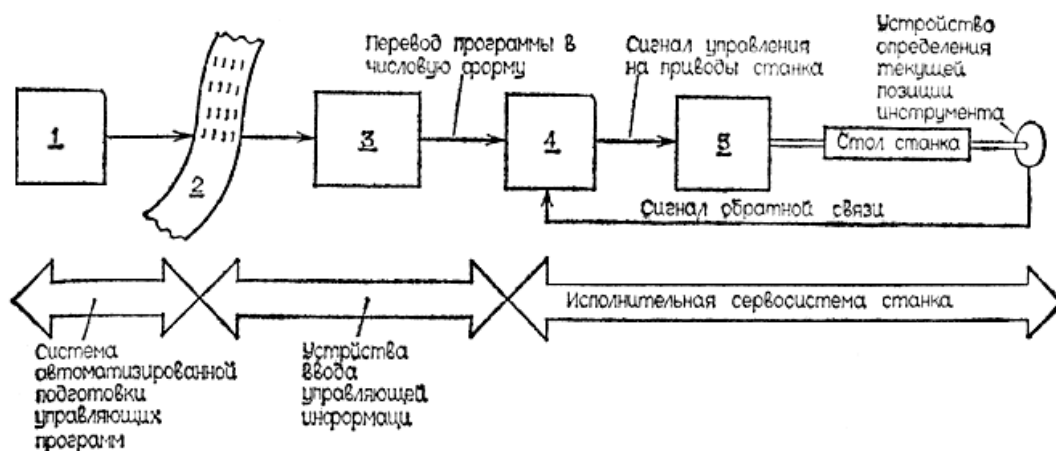 Перевод программы в
числовую форму
Сигнал управления
на приводы станка
Устройство
определения
текущей
позиции
инструмента
1
2
3
4
5
Стол станка
Сигнал обратной связи
Исполнительная сервосистема станка
Система
автоматизированной
подготовки
управляющих
программ
Устрйства
ввода
управляющей
информаци